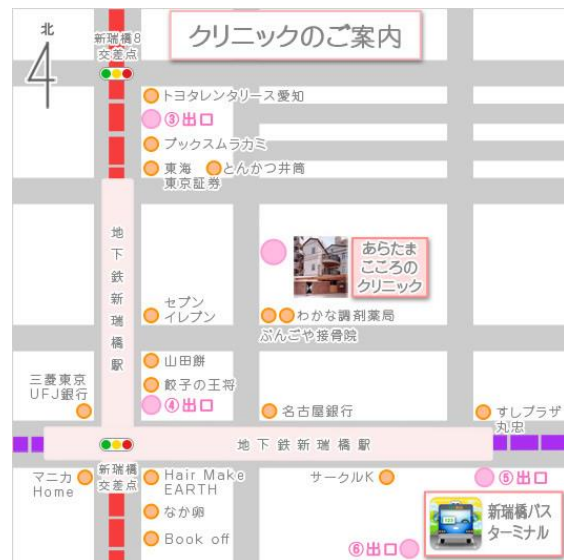 北
新瑞橋8
交差点
クリニックのご案内
トヨタレンタリース愛知
③出口
ブックスムラカミ
東海
東京証券
とんかつ井筒
地下鉄新瑞橋駅
あらたま
こころの
クリニック
セブン
イレブン
わかな調剤薬局
ぶんごや接骨院
山田餅
餃子の王将
④出口
三菱東京
UFJ銀行
名古屋銀行
すしプラザ
丸忠
地下鉄新瑞橋駅
マニカ
Home
新瑞橋
交差点
Hair Make
EARTH
なか卵
Book off
サークルK
⑤出口
新瑞橋バス
ターミナル
⑥出口